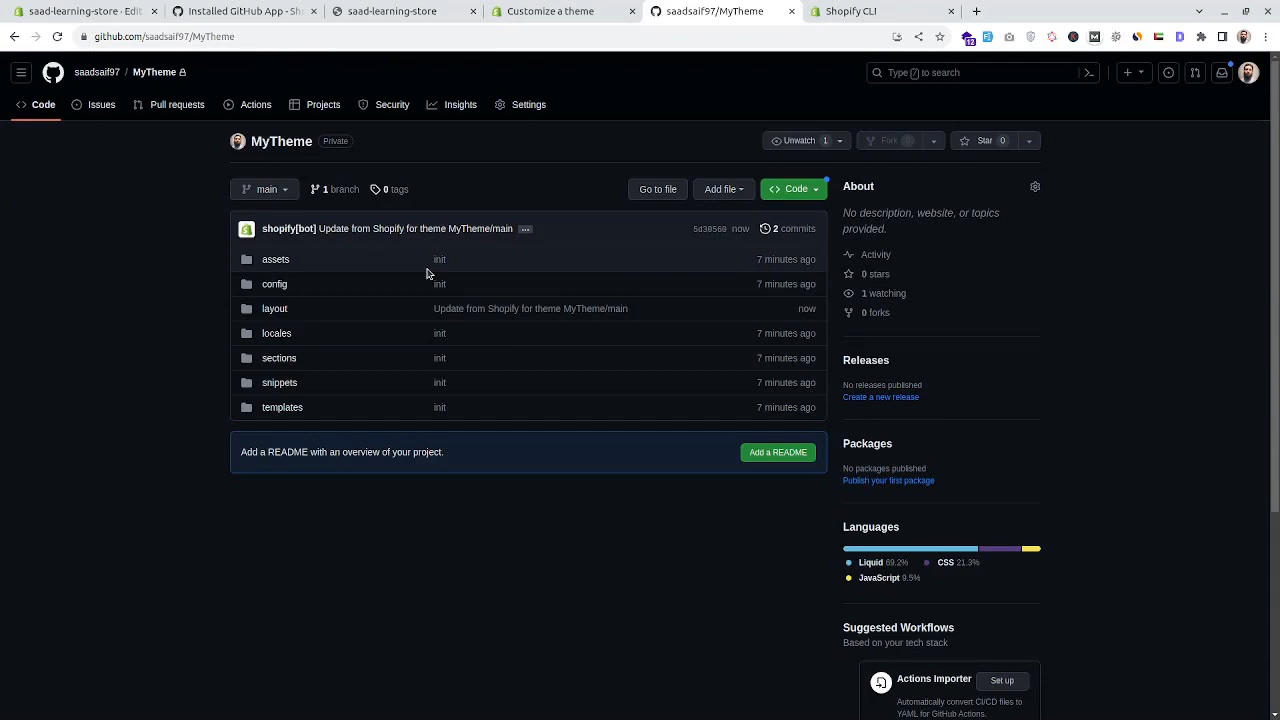 saad-learning-store · Edit
Installed GitHub App - Sh
saad-learning-store
Customize a theme
saadsaif97/MyTheme
Shopify CLI
github.com/saadsaif97/MyTheme
12
saadsaif97 / MyTheme
Type / to search
Code
Issues
Pull requests
Actions
Projects
Security
Insights
Settings
MyTheme
Private
Unwatch 1
Fork 0
Star 0
main
1 branch
0 tags
Go to file
Add file
Code
shopify[bot] Update from Shopify for theme MyTheme/main ...
5d30560 now
2 commits
assets init 7 minutes ago
config init 7 minutes ago
layout Update from Shopify for theme MyTheme/main now
locales init 7 minutes ago
sections init 7 minutes ago
snippets init 7 minutes ago
templates init 7 minutes ago
Add a README with an overview of your project.
Add a README
About
No description, website, or topics
provided.
Activity
0 stars
1 watching
0 forks
Releases
No releases published
Create a new release
Packages
No packages published
Publish your first package
Languages
Liquid 69.2%
CSS 21.3%
JavaScript 9.5%
Suggested Workflows
Based on your tech stack
Actions Importer
Set up
Automatically convert CI/CD files to
YAML for GitHub Actions.